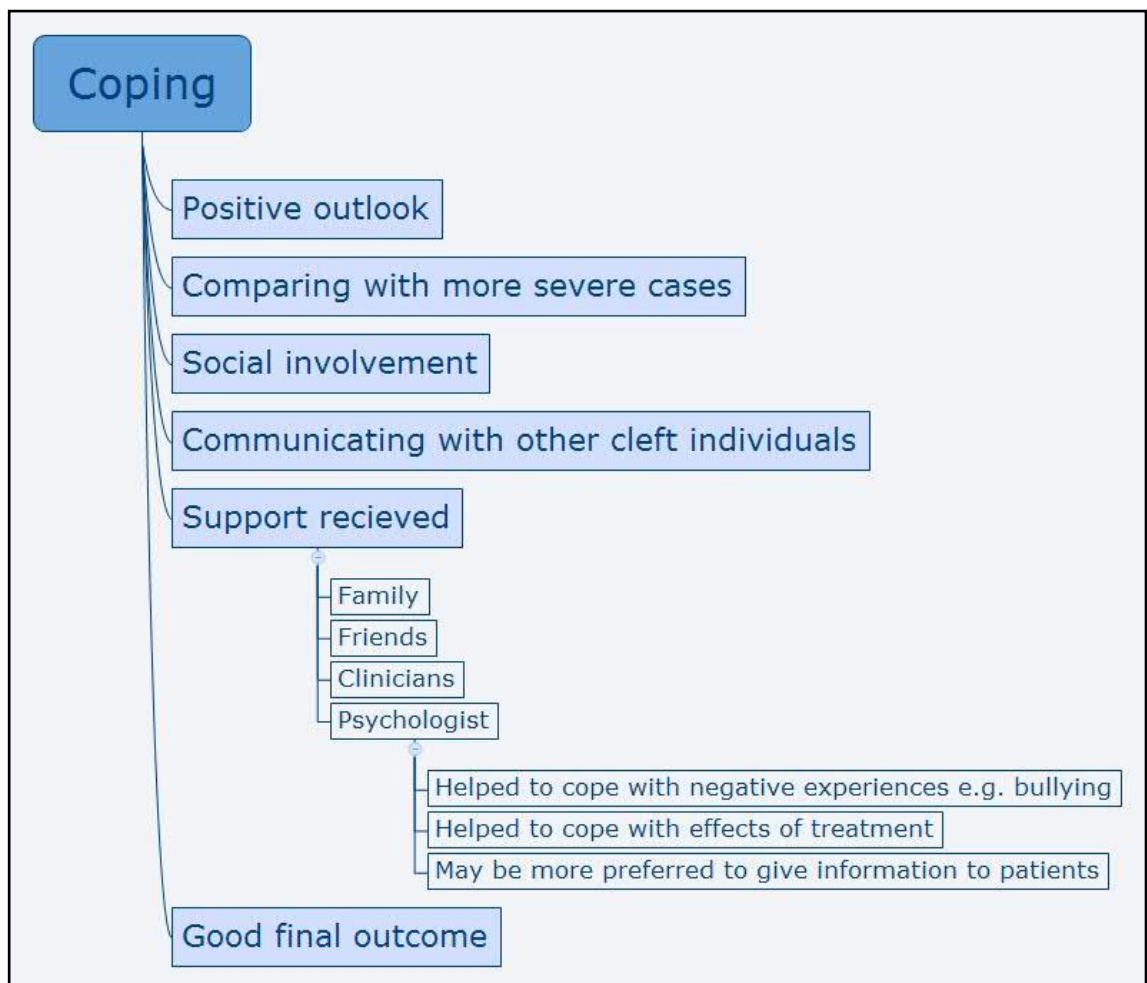 Coping
Positive outlook
Comparing with more severe cases
Social involvement
Communicating with other cleft individuals
Support recieved
Family
Friends
Clinicians
Psychologist
Helped to cope with negative experiences e.g. bullying
Helped to cope with effects of treatment
May be more preferred to give information to patients
Good final outcome